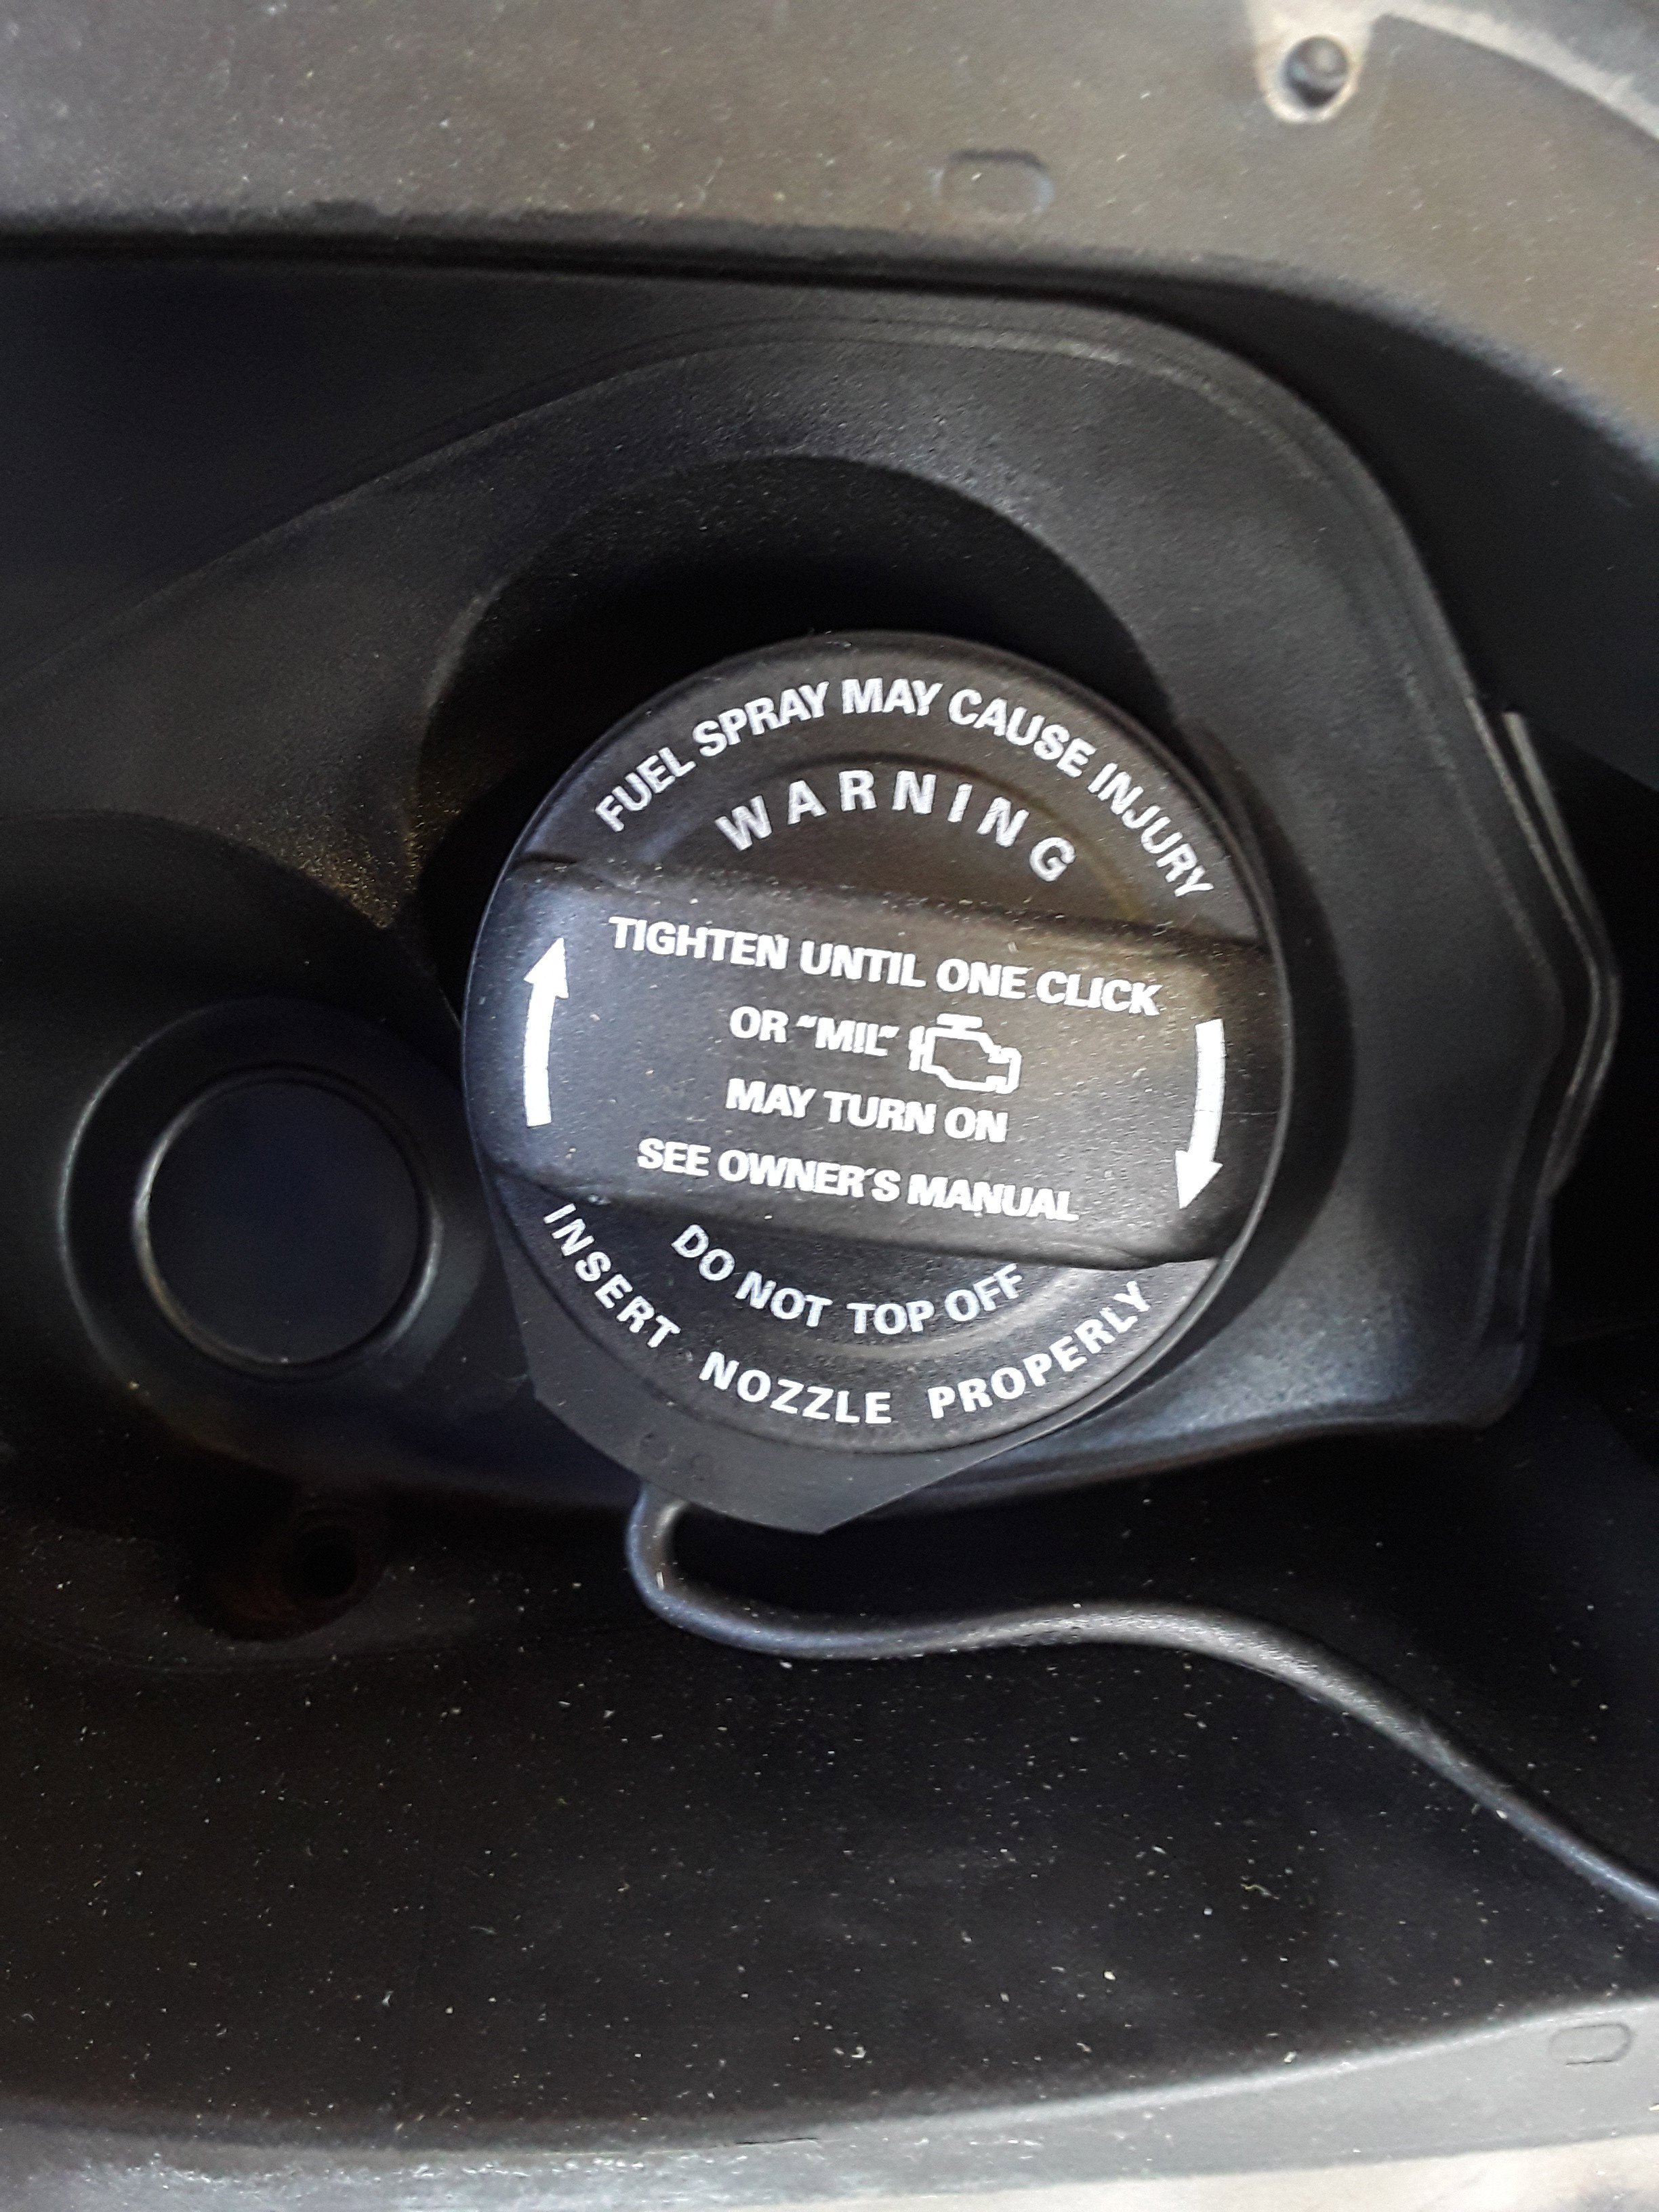 FUEL SPRAY MAY CAUSE INJURY
WARNING
TIGHTEN UNTIL ONE CLICK
OR "MIL"
MAY TURN ON
SEE OWNER'S MANUAL
DO NOT TOP OFF
INSERT NOZZLE PROPERLY